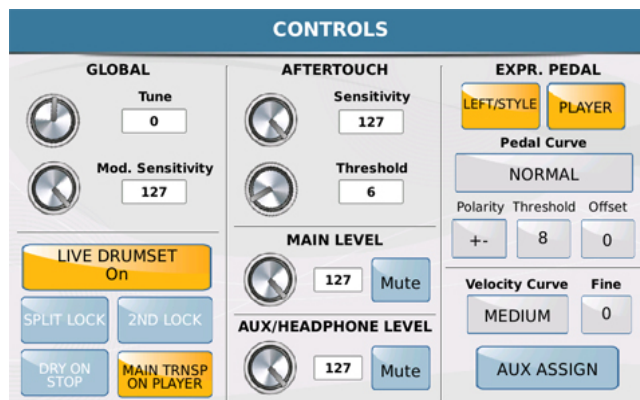 CONTROLS
GLOBAL
Tune
0
Mod. Sensitivity
127
LIVE DRUMSET
On
SPLIT LOCK
2ND LOCK
DRY ON
STOP
MAIN TRNSP
ON PLAYER
AFTERTOUCH
Sensitivity
127
Threshold
6
MAIN LEVEL
127
Mute
AUX/HEADPHONE LEVEL
127
Mute
EXPR. PEDAL
LEFT/STYLE
PLAYER
Pedal Curve
NORMAL
Polarity Threshold Offset
+- 8 0
Velocity Curve Fine
MEDIUM 0
AUX ASSIGN